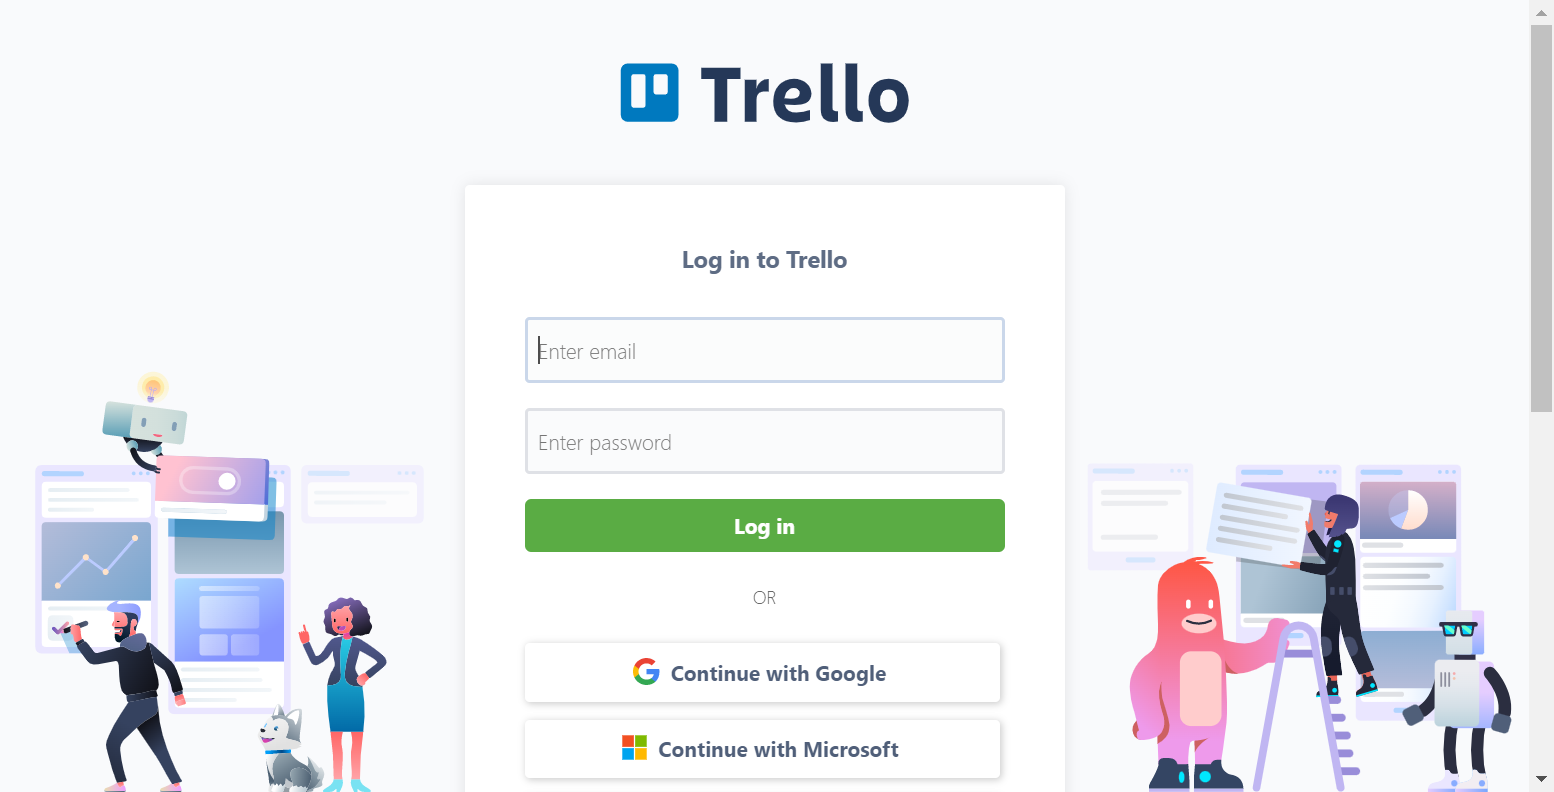 Trello
Log in to Trello
Enter email
Enter password
Log in
OR
Continue with Google
Continue with Microsoft